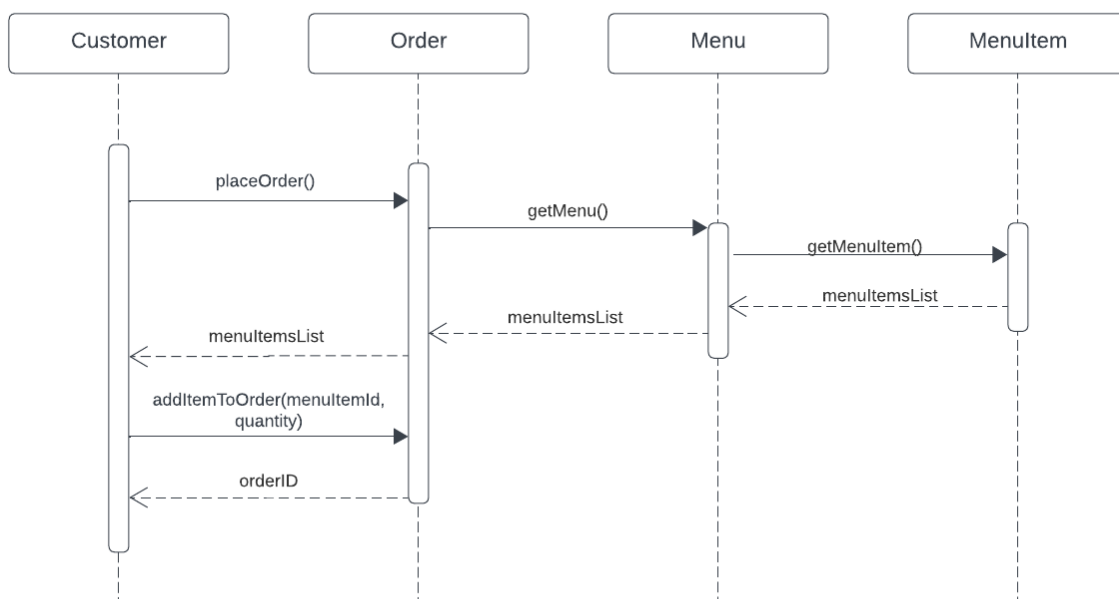 Customer
Order
Menu
MenuItem
placeOrder()
getMenu()
getMenuItem()
menuItemsList
menuItemsList
menuItemsList
addItemToOrder(menuItemId,
quantity)
orderID